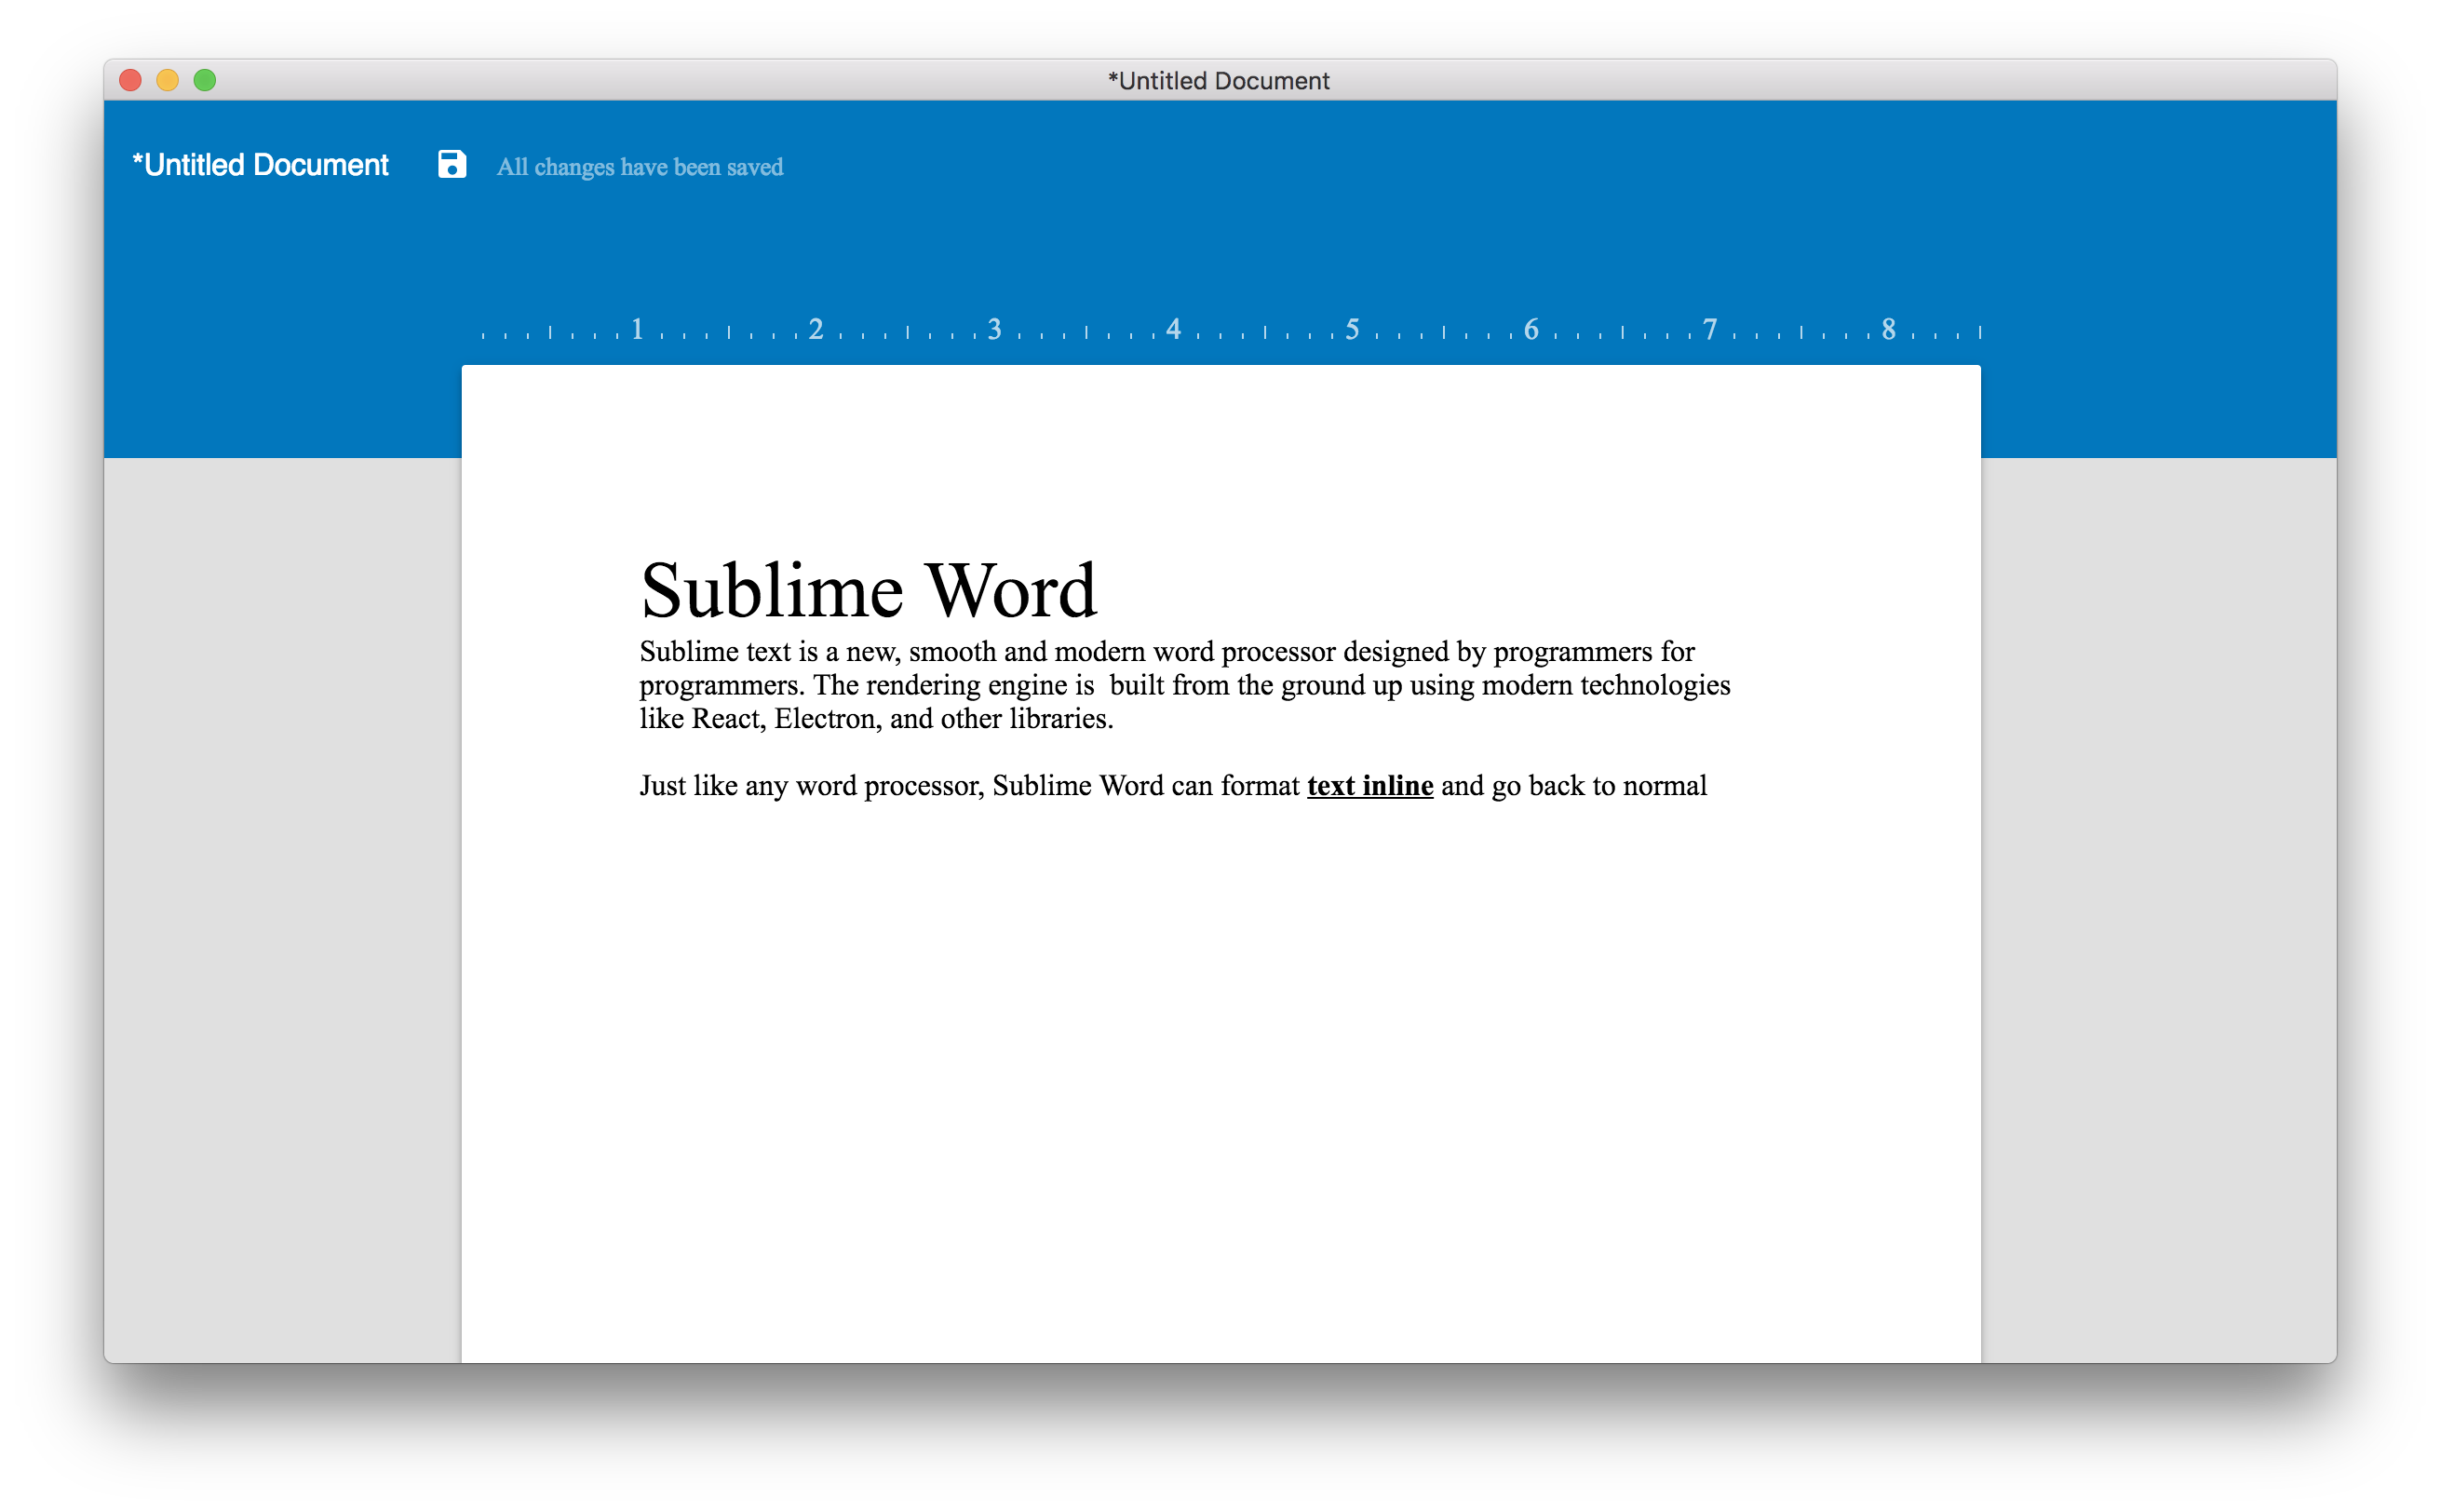 *Untitled Document
*Untitled Document All changes have been saved
1 2 3 4 5 6 7 8
Sublime Word
Sublime text is a new, smooth and modern word processor designed by programmers for
programmers. The rendering engine is  built from the ground up using modern technologies
like React, Electron, and other libraries.
Just like any word processor, Sublime Word can format text inline and go back to normal